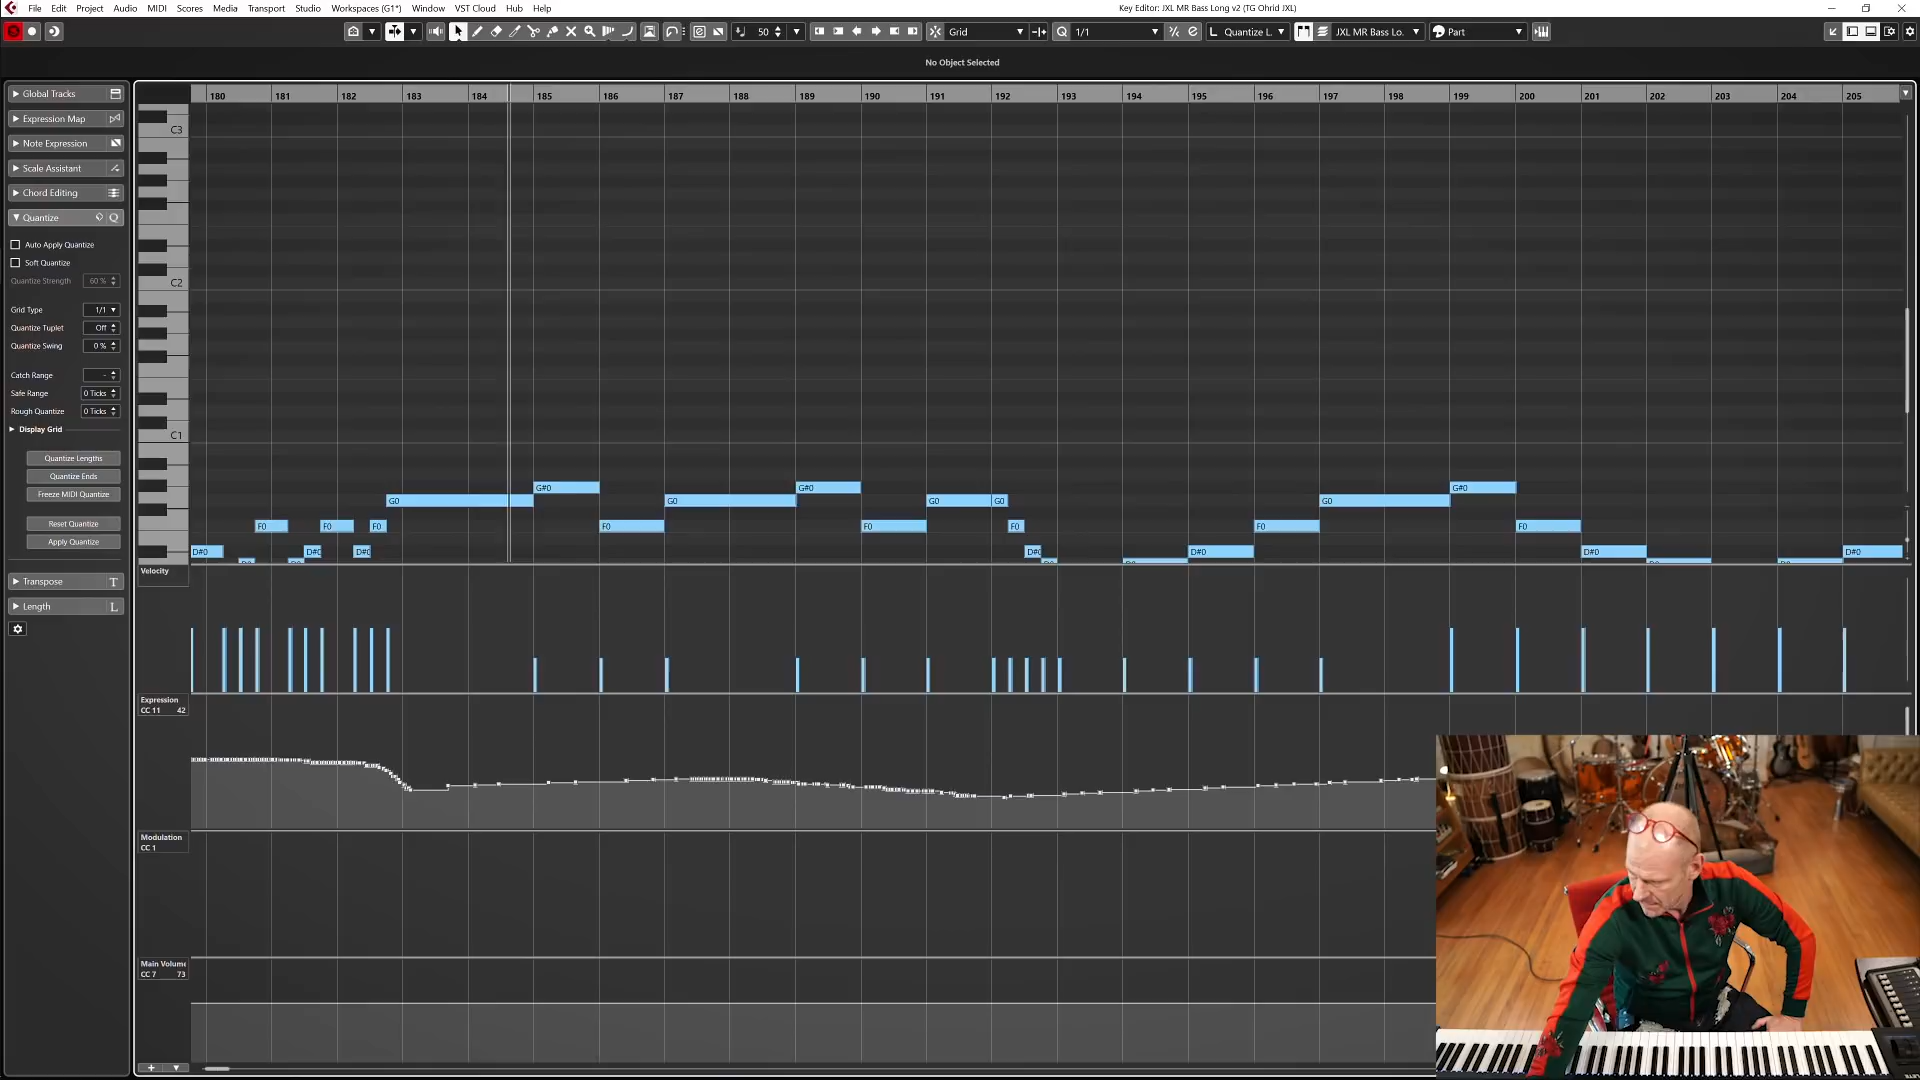 File Edit Project Audio MIDI Scores Media Transport Studio Workspaces (G1*) Window VST Cloud Hub Help
Key Editor: JXL MR Bass Long v2 (TG Ohrid JXL)
50 Grid Q 1/1 Quantize L. JXL MR Bass Lo. Part
No Object Selected
Global Tracks
Expression Map
Note Expression
Scale Assistant
Chord Editing
Quantize Q
Auto Apply Quantize
Soft Quantize
Quantize Strength 60 %
Grid Type 1/1
Quantize Tuplet Off
Quantize Swing 0 %
Catch Range -
Safe Range 0 Ticks
Rough Quantize 0 Ticks
Display Grid
Quantize Lengths
Quantize Ends
Freeze MIDI Quantize
Reset Quantize
Apply Quantize
Transpose T
Length L
180 181 182 183 184 185 186 187 188 189 190 191 192 193 194 195 196 197 198 199 200 201 202 203 204 205
C3
C2
C1
G#0 G#0 G#0
G0 G0 G0 G0 G0
F0 F0 F0 F0 F0 F0 F0 F0
D#0 D#0 D#0 D#0 D#0 D#0 D#0
Velocity
Expression
CC 11 42
Modulation
CC 1
Main Volume
CC 7 73